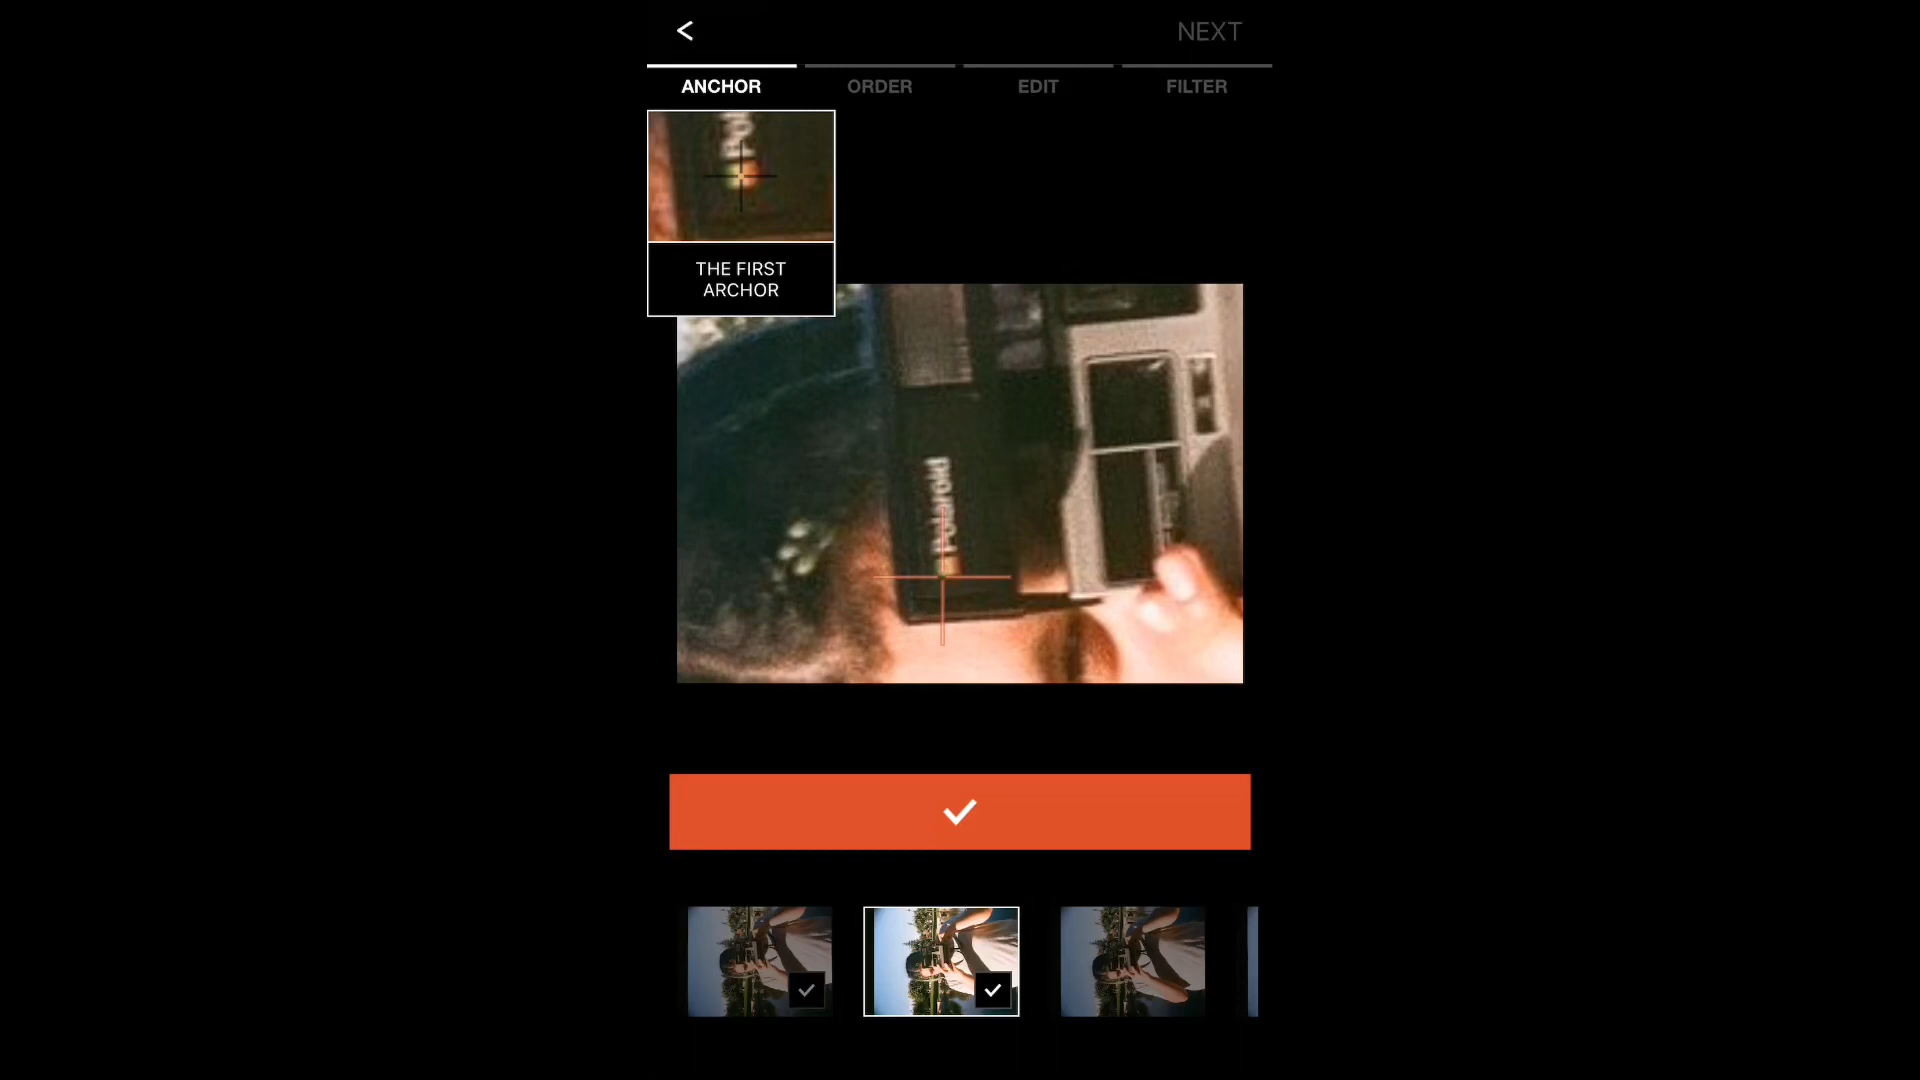 NEXT
ANCHOR
ORDER
EDIT
FILTER
THE FIRST
ARCHOR
Polaroid